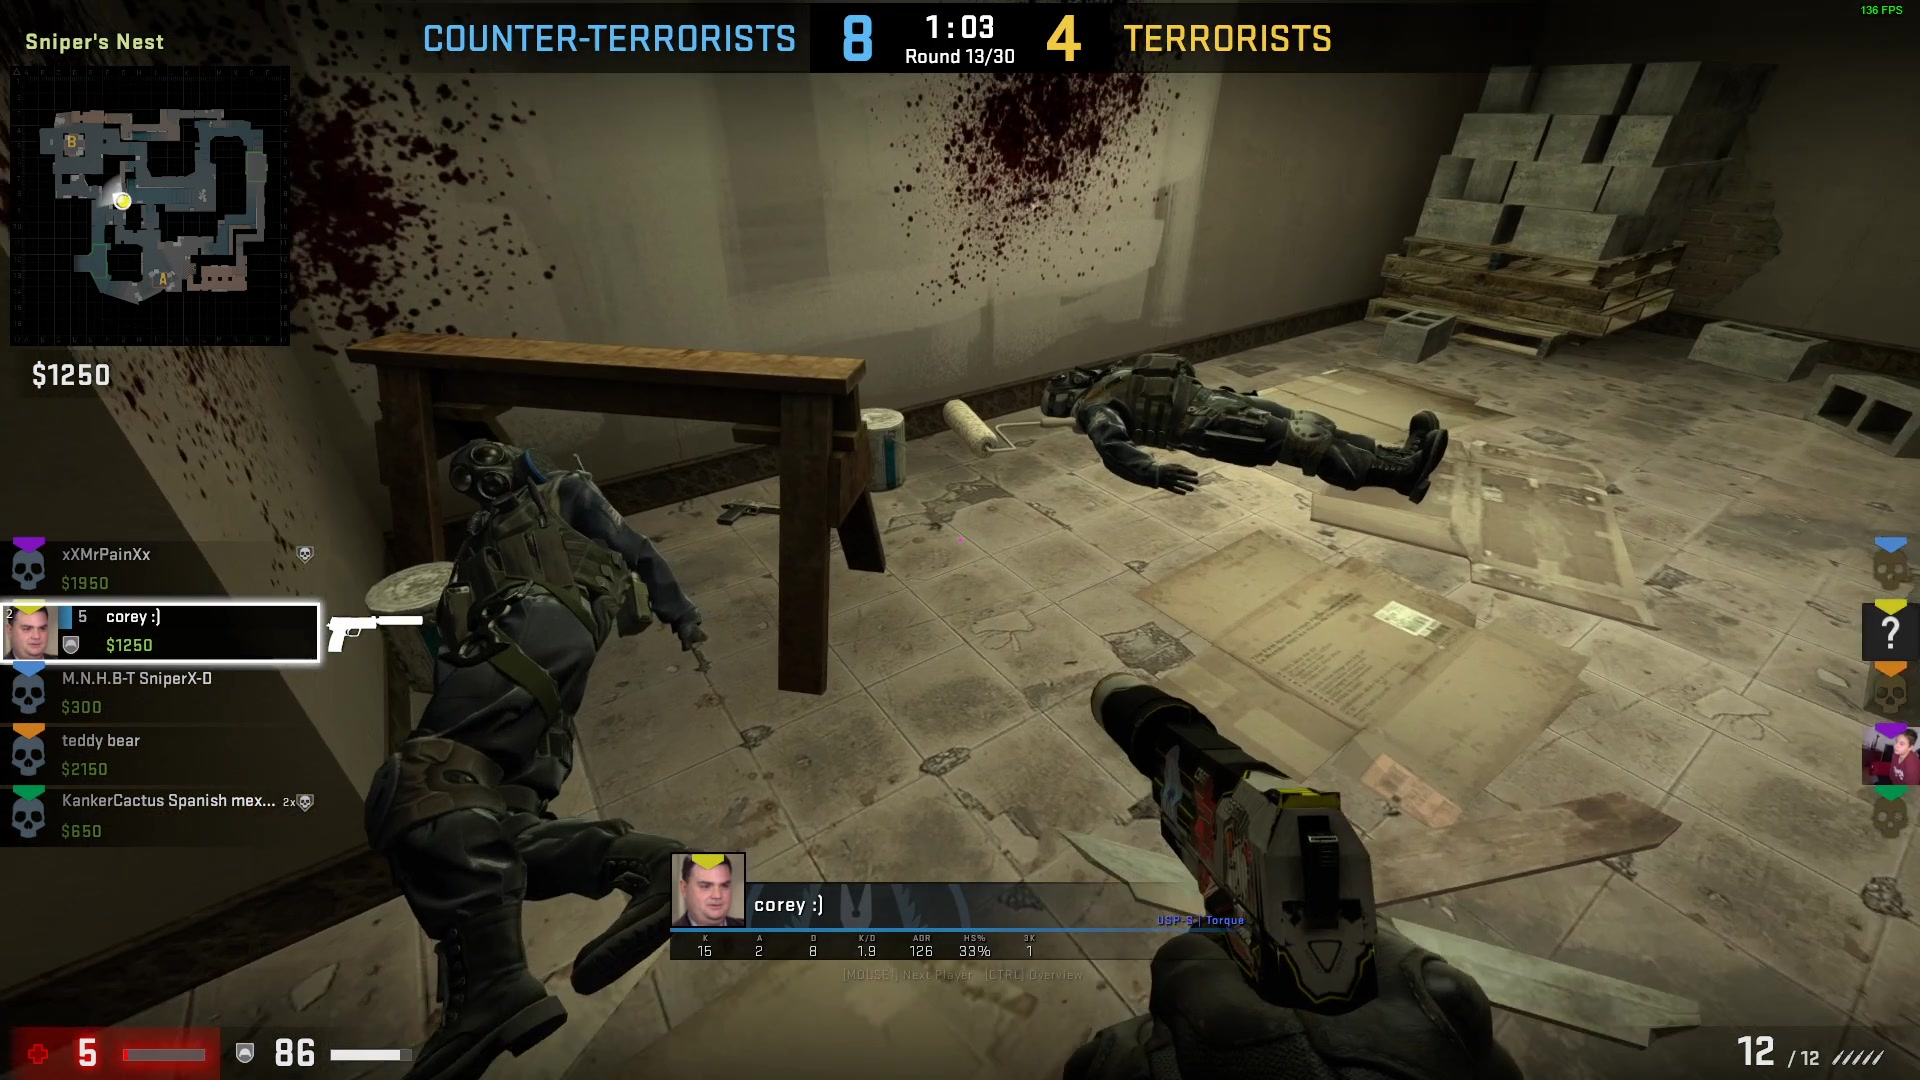 136 FPS
Sniper's Nest
COUNTER-TERRORISTS 8 1:03 4 TERRORISTS
Round 13/30
B
A
$1250
xXMrPainXx
$1950
2 5 corey :)
$1250
M.N.H.B-T SniperX-D
$300
teddy bear
$2150
KankerCactus Spanish mex... 2x
$650
?
corey :)
USP-S | Torque
K A D K/D ADR HS% 3K
15 2 8 1.9 126 33% 1
[MOUSE1] Next Player [CTRL] Overview
5 86
12 / 12